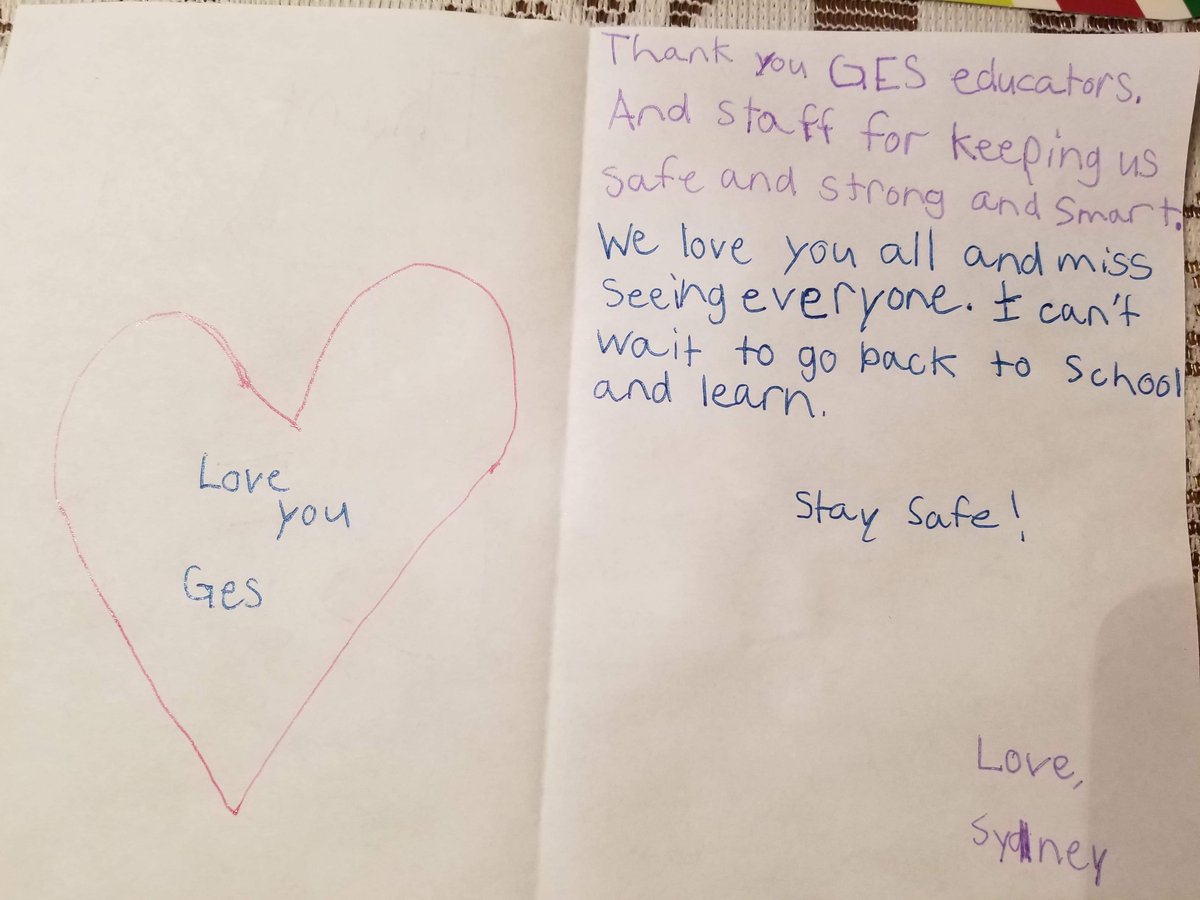 Love
you
Ges
Thank you GES educators.
And staff for keeping us
safe and strong and smart.
We love you all and miss
seeing everyone. I can't
wait to go back to school
and learn.
Stay Safe!
Love,
Sydney